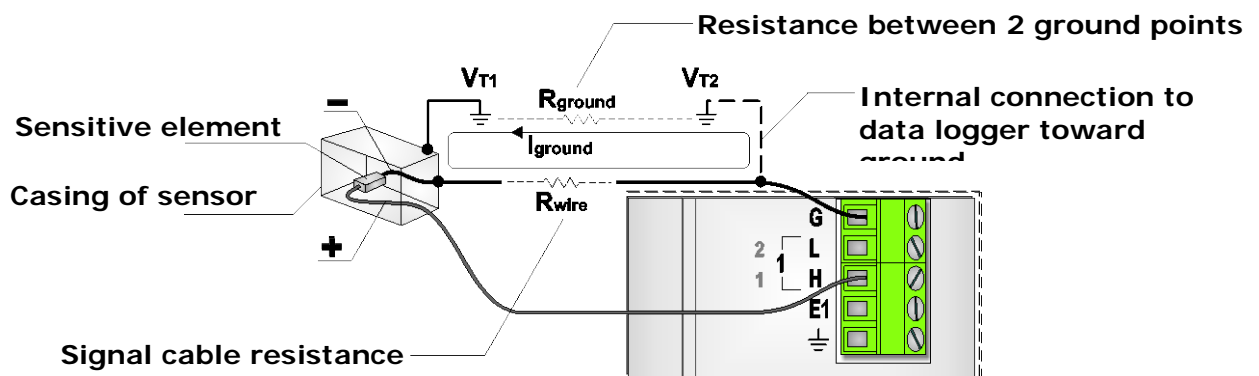 Resistance between 2 ground points
VT1
VT2
Rground
Internal connection to
data logger toward
Sensitive element
−
Iground
Casing of sensor
Rwire
G
+
2
L
1
1
H
E1
Signal cable resistance